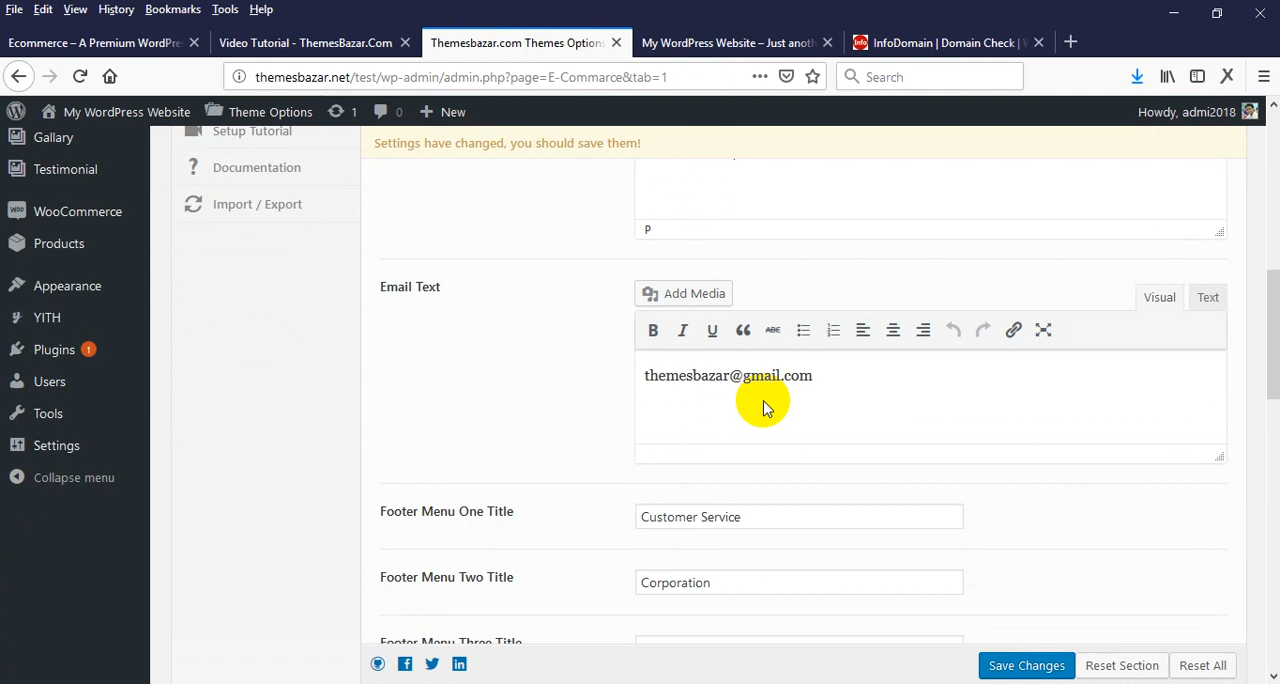 File Edit View History Bookmarks Tools Help
Ecommerce – A Premium WordPre
Video Tutorial - ThemesBazar.Com
Themesbazar.com Themes Options
My WordPress Website – Just anoth
Info InfoDomain | Domain Check | W
themesbazar.net/test/wp-admin/admin.php?page=E-Commarce&tab=1
Search
My WordPress Website Theme Options 1 0 New
Howdy, admi2018
Gallary
Testimonial
WooCommerce
Products
Appearance
YITH
Plugins 1
Users
Tools
Settings
Collapse menu
Setup Tutorial
Documentation
Import / Export
Settings have changed, you should save them!
P
Email Text
Add Media
Visual Text
B I U ABC
themesbazar@gmail.com
Footer Menu One Title
Customer Service
Footer Menu Two Title
Corporation
Footer Menu Three Title
Save Changes Reset Section Reset All